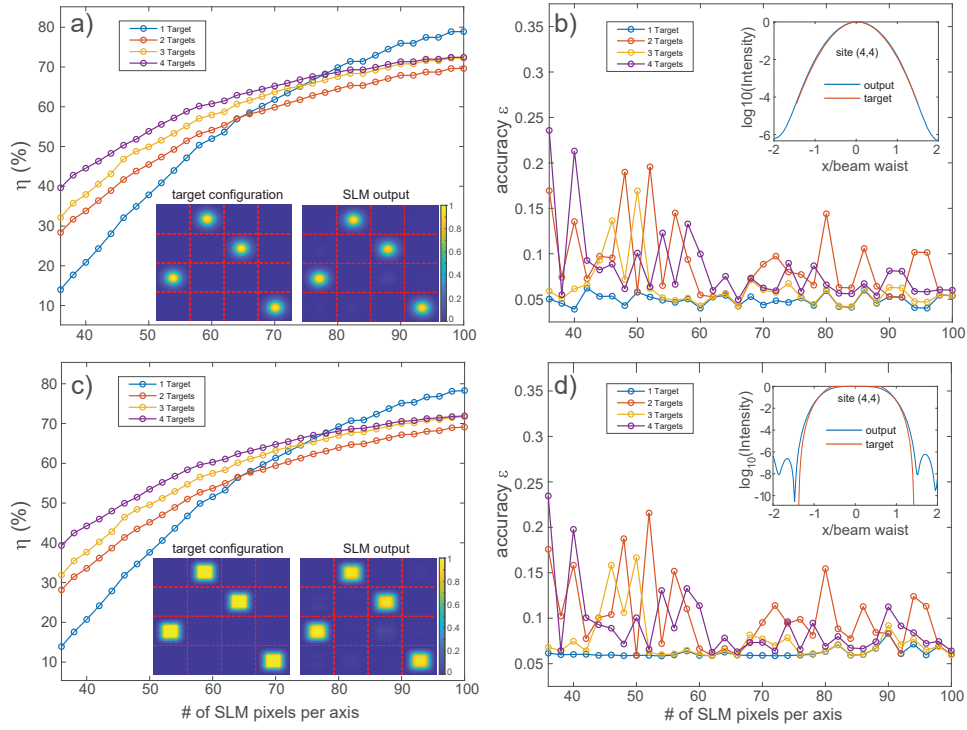 a)
80
70
60
50
40
30
20
10
η (%)
1 Target
2 Targets
3 Targets
4 Targets
target configuration
SLM output
1
0.8
0.6
0.4
0.2
0
40 50 60 70 80 90 100
b)
0.35
0.3
0.25
0.2
0.15
0.1
0.05
accuracy ε
1 Target
2 Targets
3 Targets
4 Targets
0
-2
-4
-6
log10(Intensity)
site (4,4)
output
target
-2 -1 0 1 2
x/beam waist
40 50 60 70 80 90 100
c)
80
70
60
50
40
30
20
10
η (%)
1 Target
2 Targets
3 Targets
4 Targets
target configuration
SLM output
1
0.8
0.6
0.4
0.2
0
40 50 60 70 80 90 100
# of SLM pixels per axis
d)
0.35
0.3
0.25
0.2
0.15
0.1
0.05
accuracy ε
1 Target
2 Targets
3 Targets
4 Targets
0
-2
-4
-6
-8
-10
log10(Intensity)
site (4,4)
output
target
-2 -1 0 1 2
x/beam waist
40 50 60 70 80 90 100
# of SLM pixels per axis